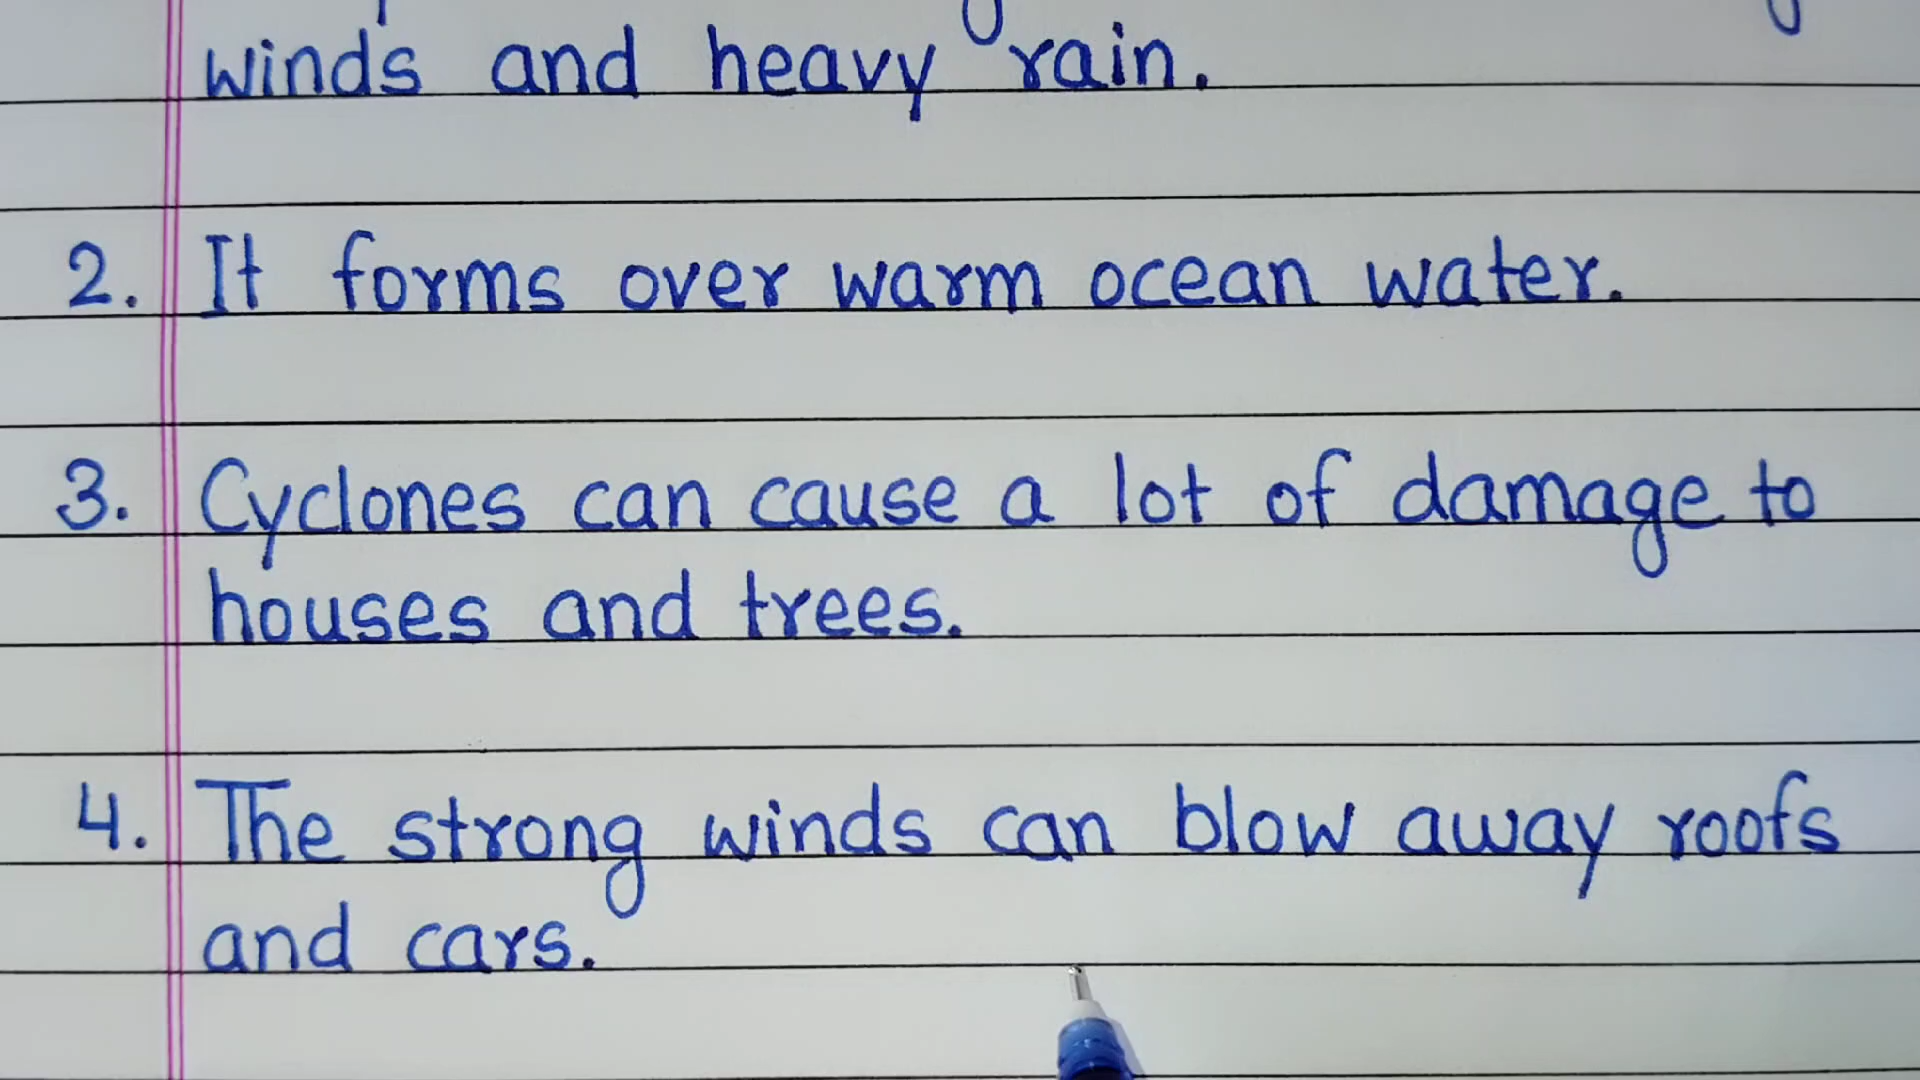 winds and heavy rain.
2. It forms over warm ocean water.
3. Cyclones can cause a lot of damage to
houses and trees.
4. The strong winds can blow away roofs
and cars.